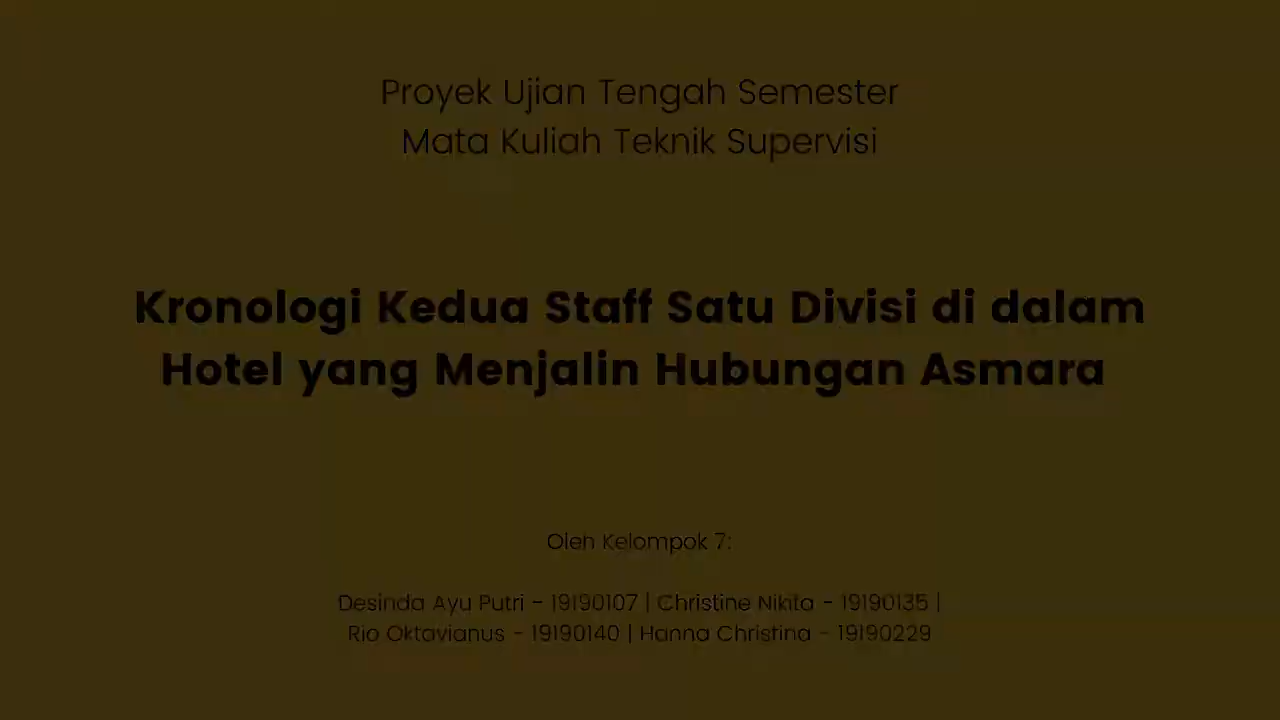 Proyek Ujian Tengah Semester
Mata Kuliah Teknik Supervisi
Kronologi Kedua Staff Satu Divisi di dalam
Hotel yang Menjalin Hubungan Asmara
Oleh Kelompok 7:
Desinda Ayu Putri - 19190107 | Christine Nikita - 19190135 |
Rio Oktavianus - 19190140 | Hanna Christina - 19190229